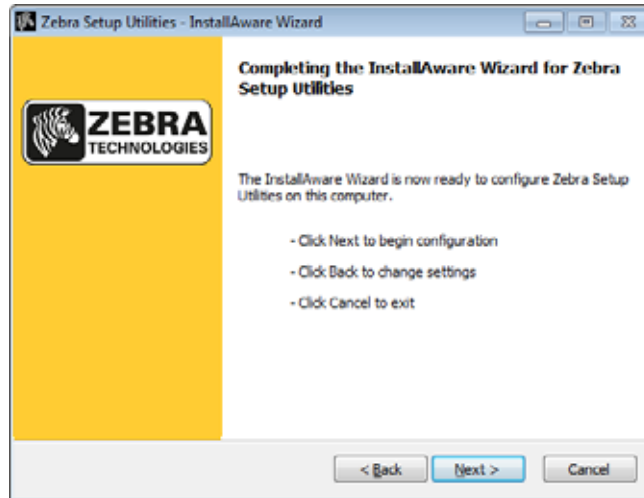 Zebra Setup Utilities - InstallAware Wizard
Completing the InstallAware Wizard for Zebra
Setup Utilities
ZEBRA
TECHNOLOGIES
The InstallAware Wizard is now ready to configure Zebra Setup
Utilities on this computer.
- Click Next to begin configuration
- Click Back to change settings
- Click Cancel to exit
< Back
Next >
Cancel